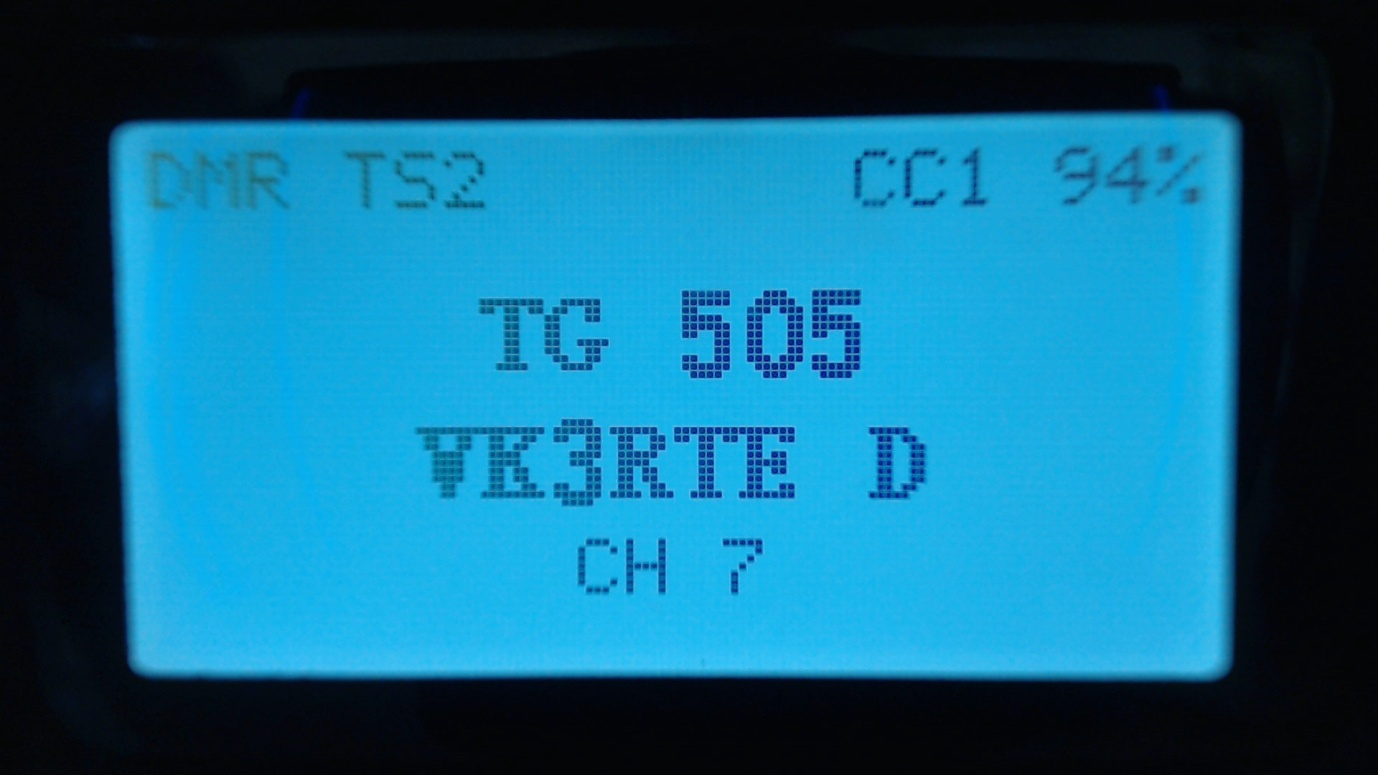 DMR TS2 CC1 94%
TG 505
VK3RTE D
CH 7